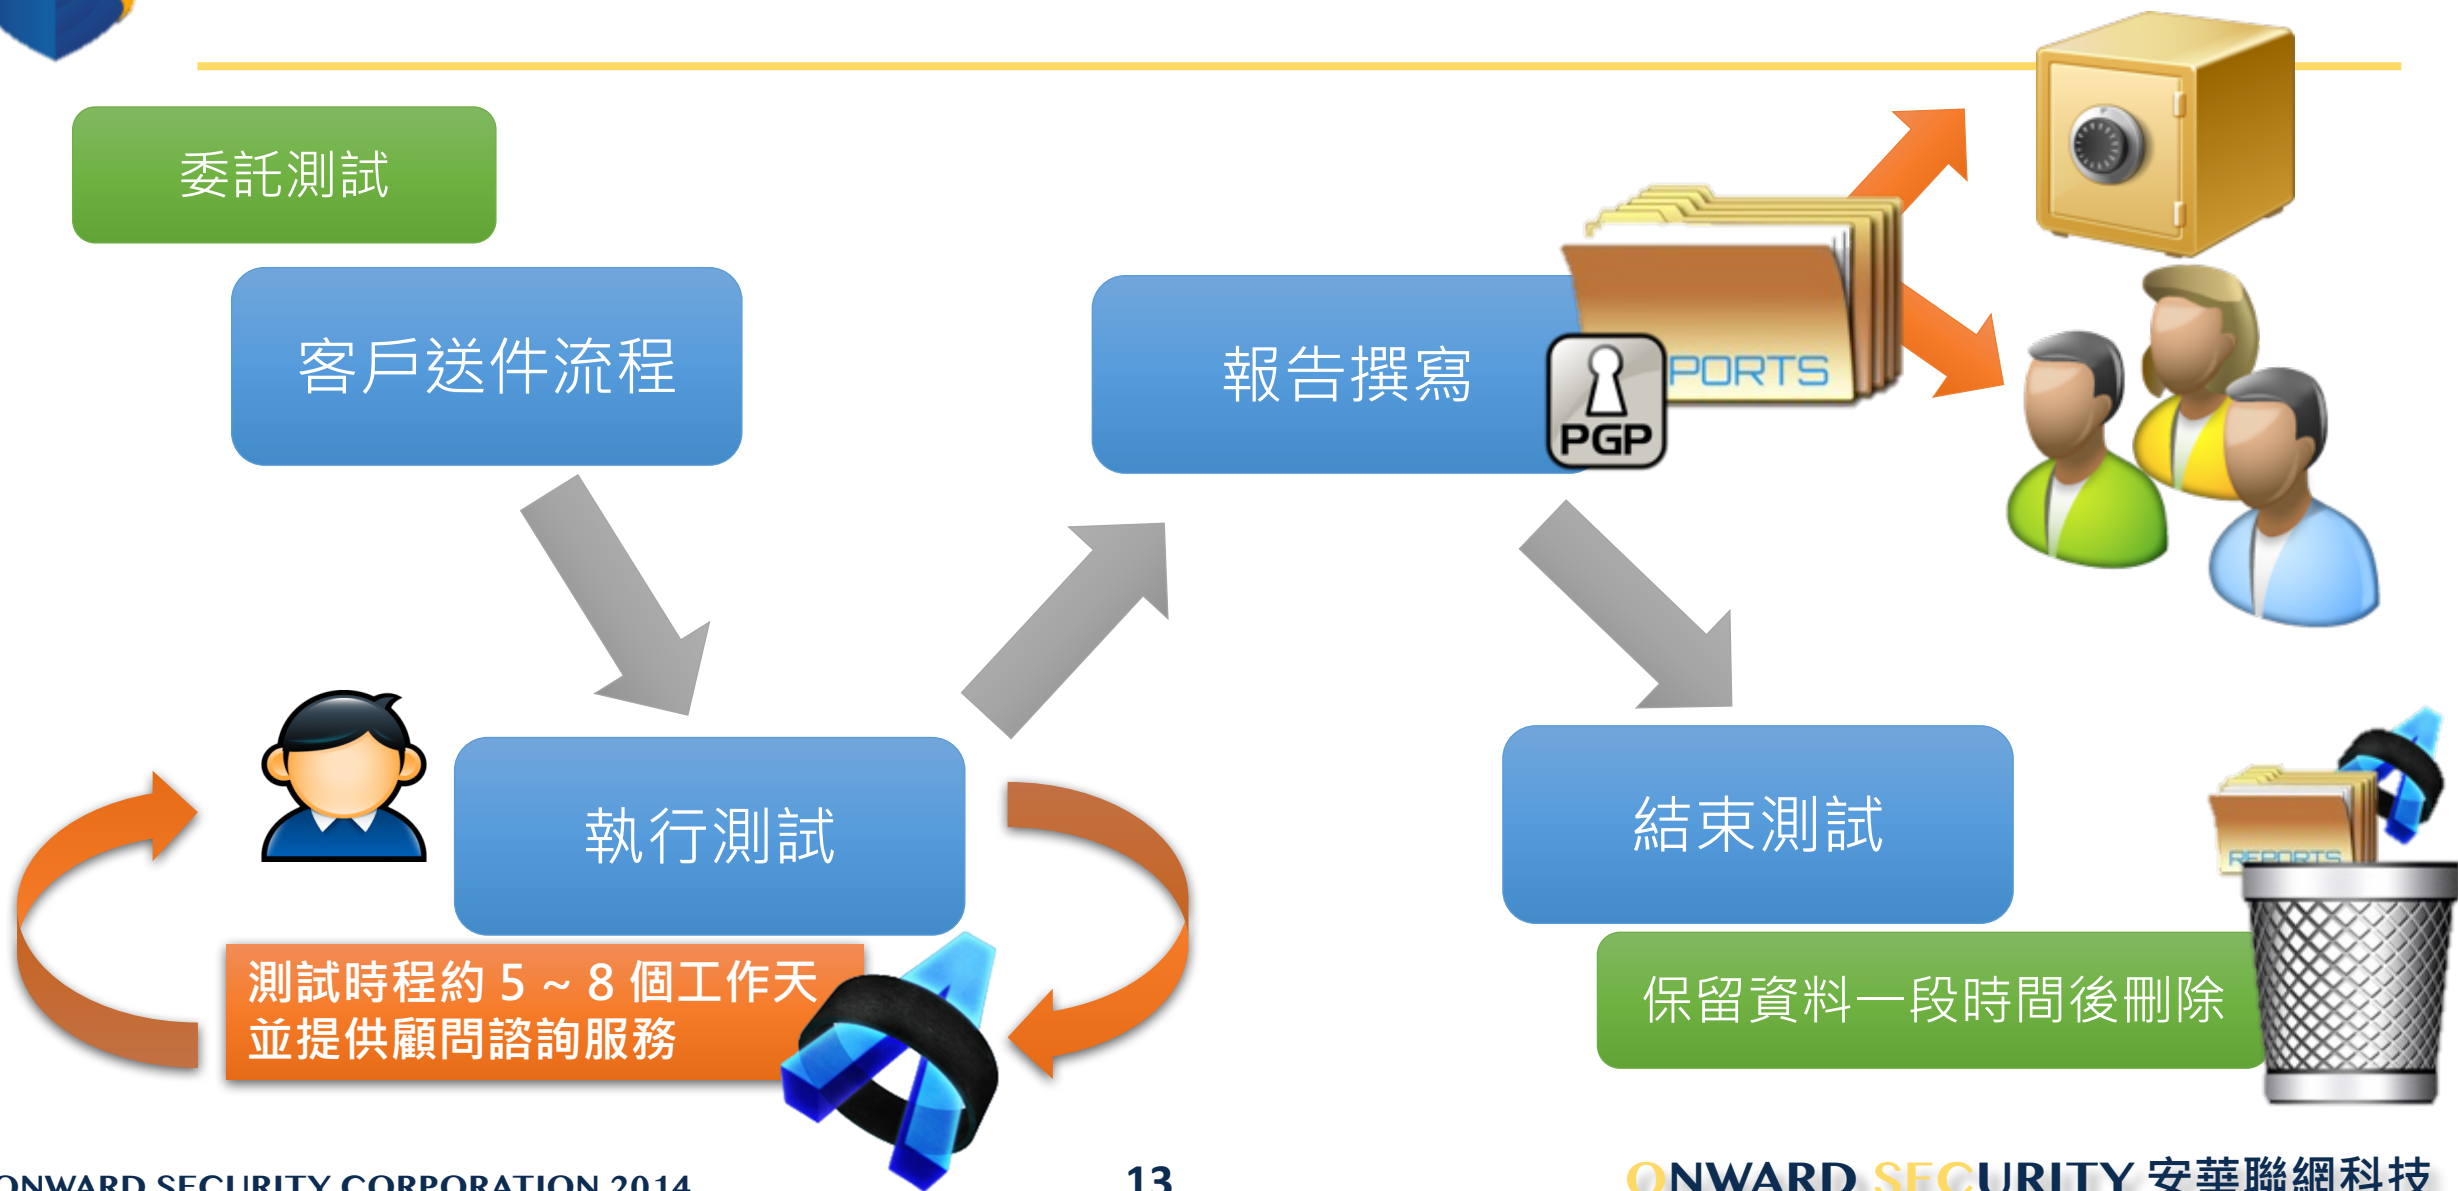 委託測試
客戶送件流程
報告撰寫
PORTS
PGP
執行測試
測試時程約 5 ~ 8 個工作天
並提供顧問諮詢服務
結束測試
REPORTS
保留資料一段時間後刪除
ONWARD SECURITY CORPORATION 2014
13
ONWARD SECURITY 安華聯網科技